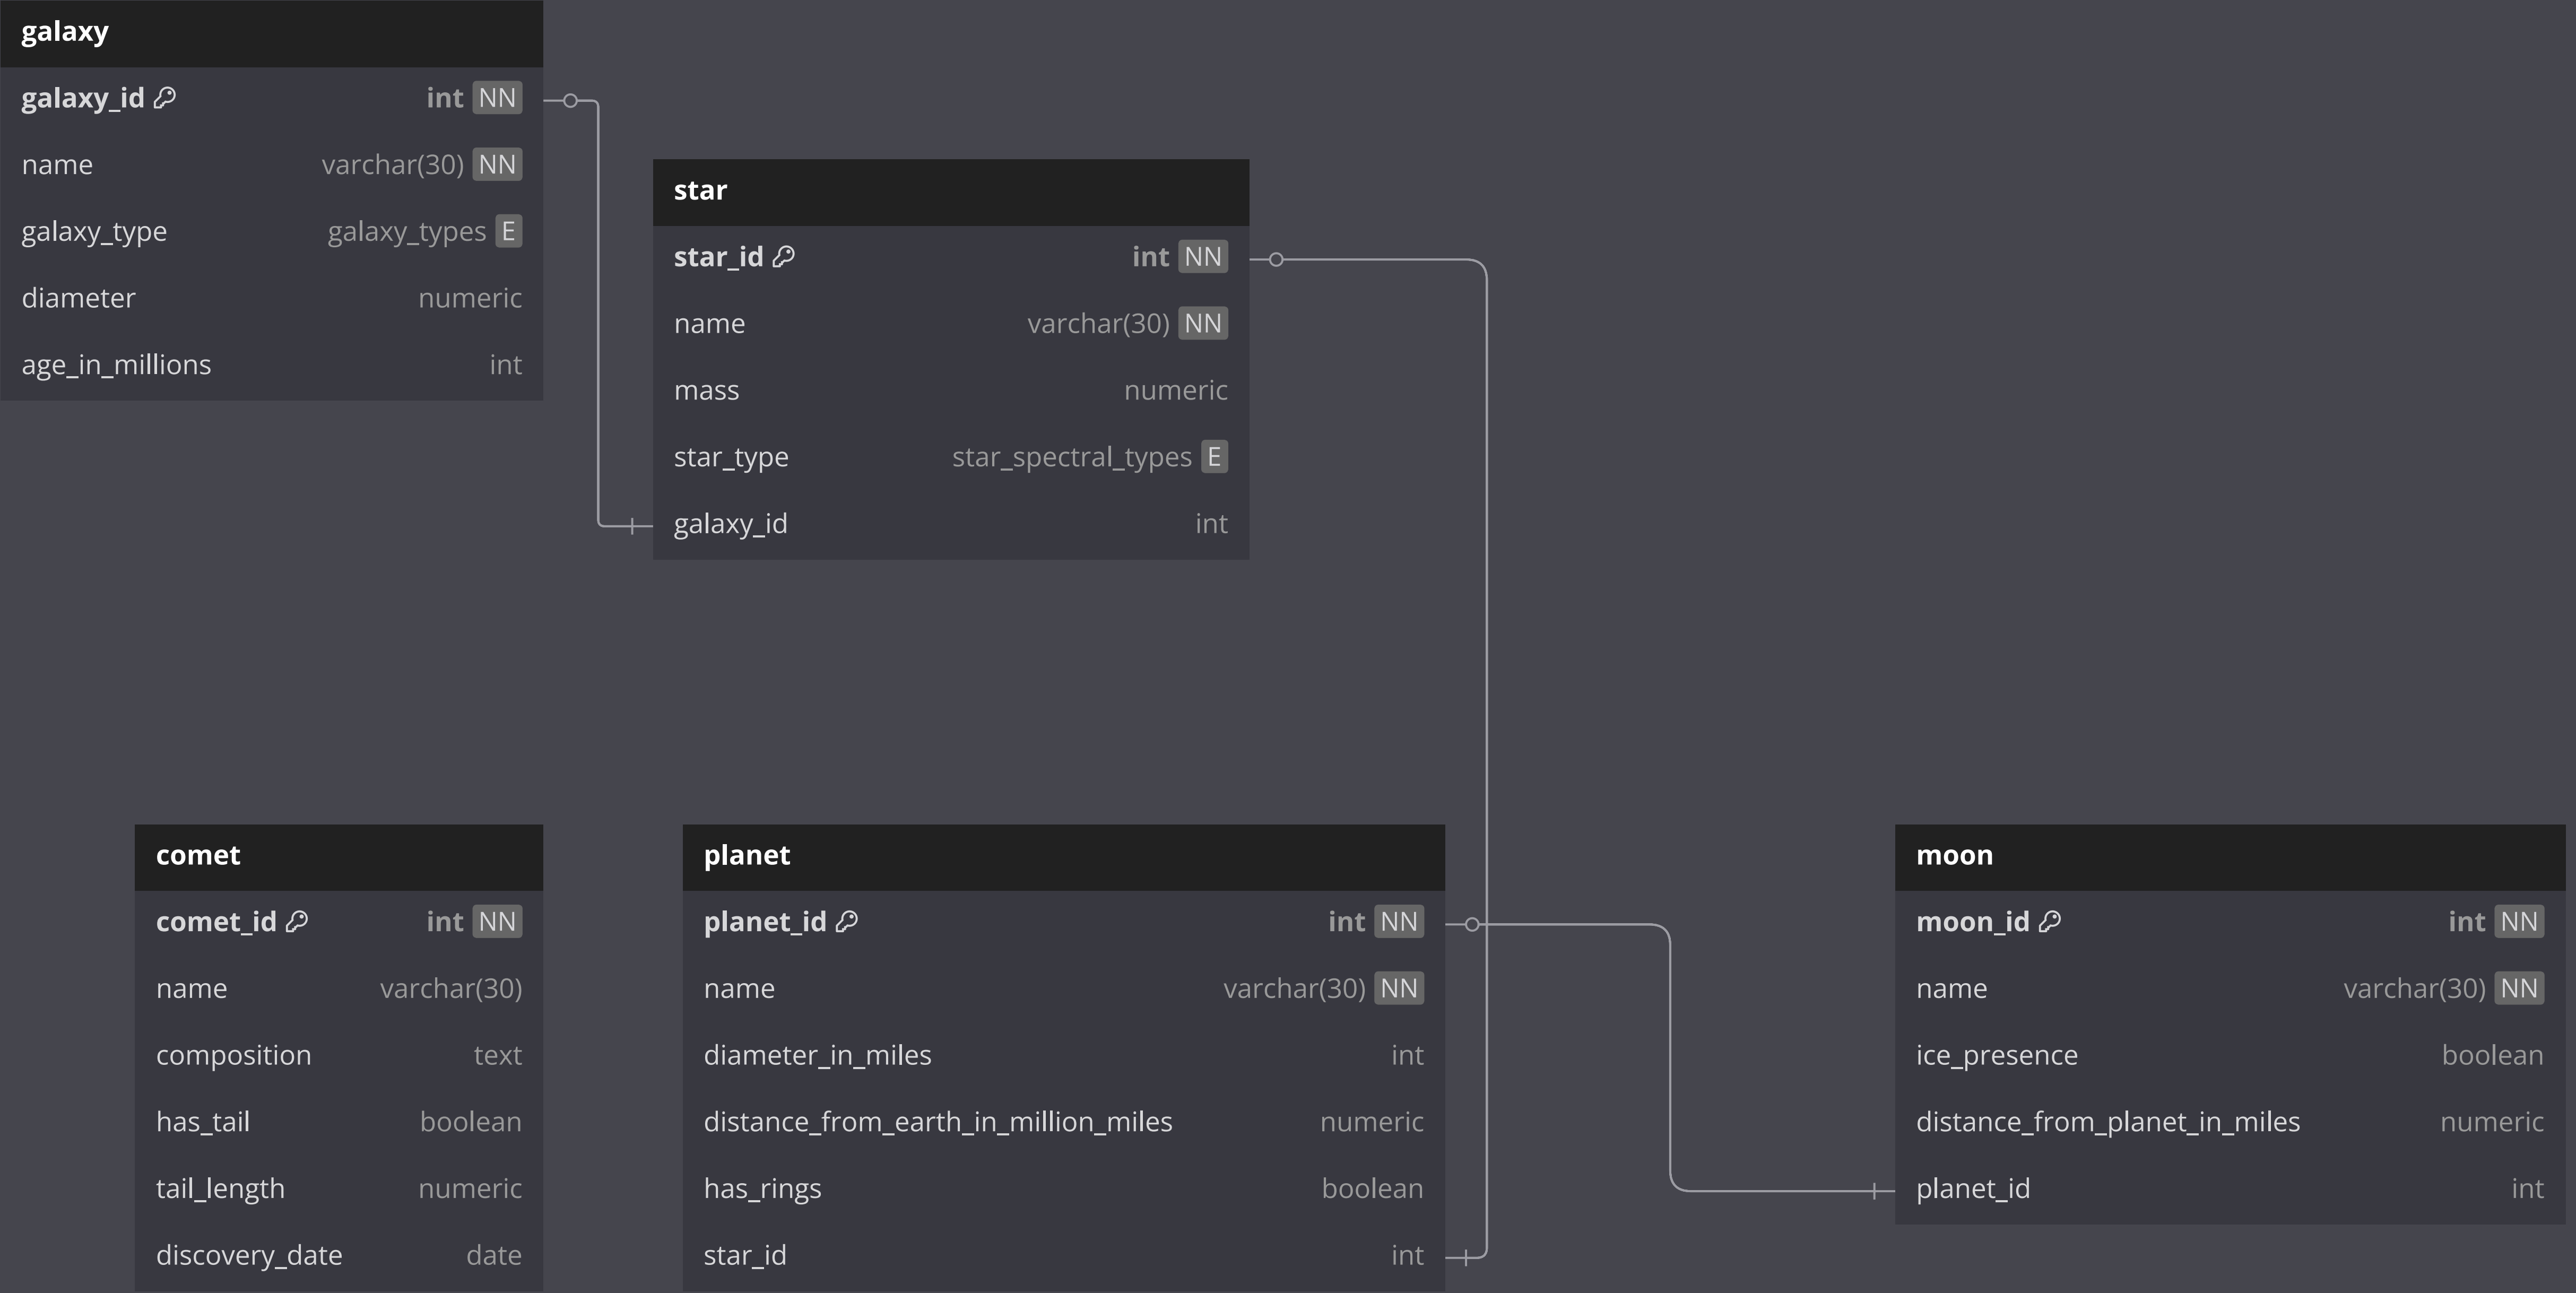 galaxy
galaxy_id int NN
name varchar(30) NN
galaxy_type galaxy_types E
diameter numeric
age_in_millions int
star
star_id int NN
name varchar(30) NN
mass numeric
star_type star_spectral_types E
galaxy_id int
comet
comet_id int NN
name varchar(30)
composition text
has_tail boolean
tail_length numeric
discovery_date date
planet
planet_id int NN
name varchar(30) NN
diameter_in_miles int
distance_from_earth_in_million_miles numeric
has_rings boolean
star_id int
moon
moon_id int NN
name varchar(30) NN
ice_presence boolean
distance_from_planet_in_miles numeric
planet_id int